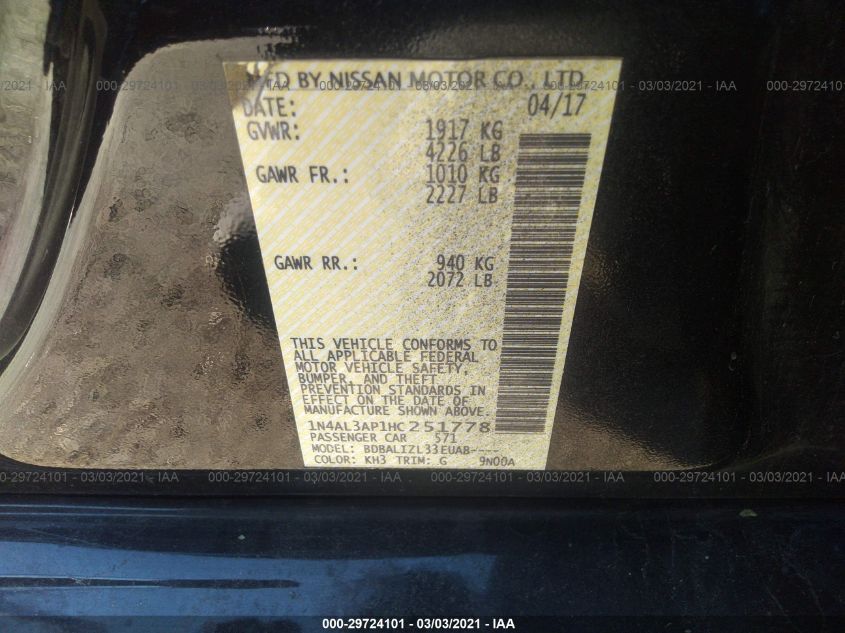 MFD BY NISSAN MOTOR CO., LTD.
DATE: 04/17
GVWR: 1917 KG
4226 LB
GAWR FR.: 1010 KG
2227 LB
GAWR RR.: 940 KG
2072 LB
THIS VEHICLE CONFORMS TO
ALL APPLICABLE FEDERAL
MOTOR VEHICLE SAFETY,
BUMPER, AND THEFT
PREVENTION STANDARDS IN
EFFECT ON THE DATE OF
MANUFACTURE SHOWN ABOVE.
1N4AL3AP1HC251778
PASSENGER CAR 571
MODEL: BDBALIZL33EUAB----
COLOR: KH3 TRIM: G 9N00A
000-29724101 - 03/03/2021 - IAA